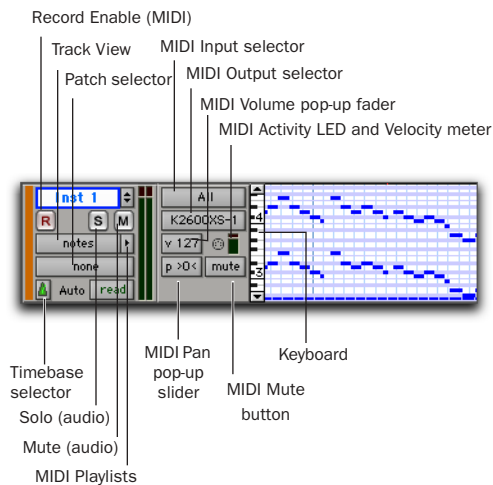 Record Enable (MIDI)
Track View
Patch selector
MIDI Input selector
MIDI Output selector
MIDI Volume pop-up fader
MIDI Activity LED and Velocity meter
Inst 1
R S M
notes
none
Auto read
All
K2600XS-1
v 127
p >0< mute
4
3
Timebase
selector
Solo (audio)
Mute (audio)
MIDI Playlists
MIDI Pan
pop-up
slider
MIDI Mute
button
Keyboard